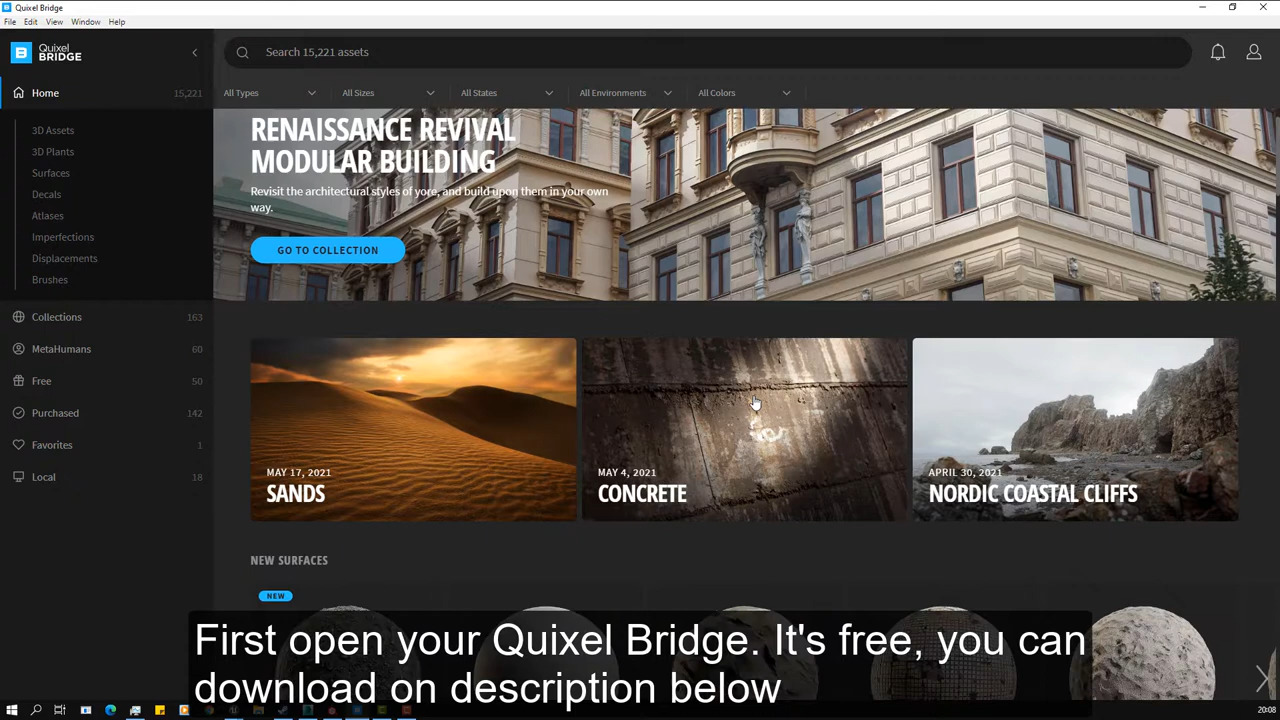 Quixel Bridge
File Edit View Window Help
Quixel
BRIDGE
Search 15,221 assets
Home 15,221
All Types All Sizes All States All Environments All Colors
3D Assets
3D Plants
Surfaces
Decals
Atlases
Imperfections
Displacements
Brushes
Collections 163
MetaHumans 60
Free 50
Purchased 142
Favorites 1
Local 18
RENAISSANCE REVIVAL
MODULAR BUILDING
Revisit the architectural styles of yore, and build upon them in your own
way.
GO TO COLLECTION
MAY 17, 2021
SANDS
MAY 4, 2021
CONCRETE
APRIL 30, 2021
NORDIC COASTAL CLIFFS
NEW SURFACES
NEW
First open your Quixel Bridge. It's free, you can
download on description below
20:08